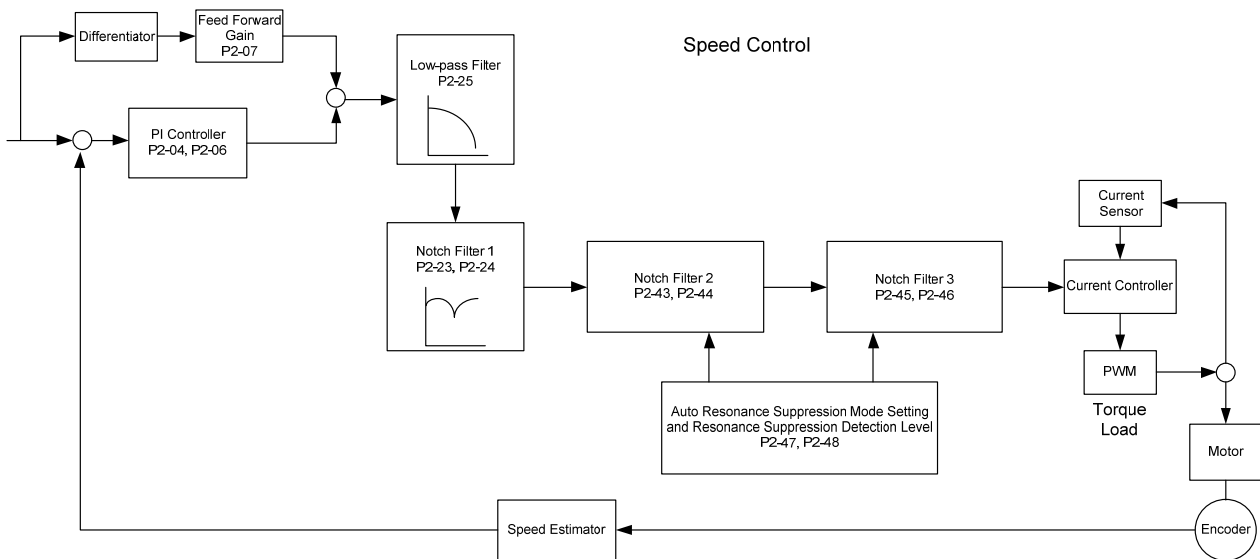 Speed Control
Differentiator
Feed Forward
Gain
P2-07
Low-pass Filter
P2-25
PI Controller
P2-04, P2-06
Notch Filter 1
P2-23, P2-24
Notch Filter 2
P2-43, P2-44
Notch Filter 3
P2-45, P2-46
Current
Sensor
Current Controller
PWM
Torque
Load
Auto Resonance Suppression Mode Setting
and Resonance Suppression Detection Level
P2-47, P2-48
Motor
Speed Estimator
Encoder